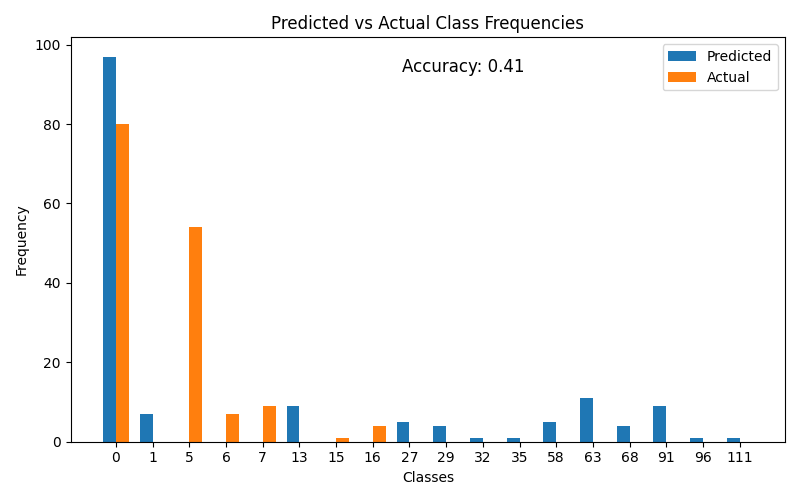 Predicted vs Actual Class Frequencies
Accuracy: 0.41
Predicted
Actual
Frequency
100
80
60
40
20
0
0 1 5 6 7 13 15 16 27 29 32 35 58 63 68 91 96 111
Classes